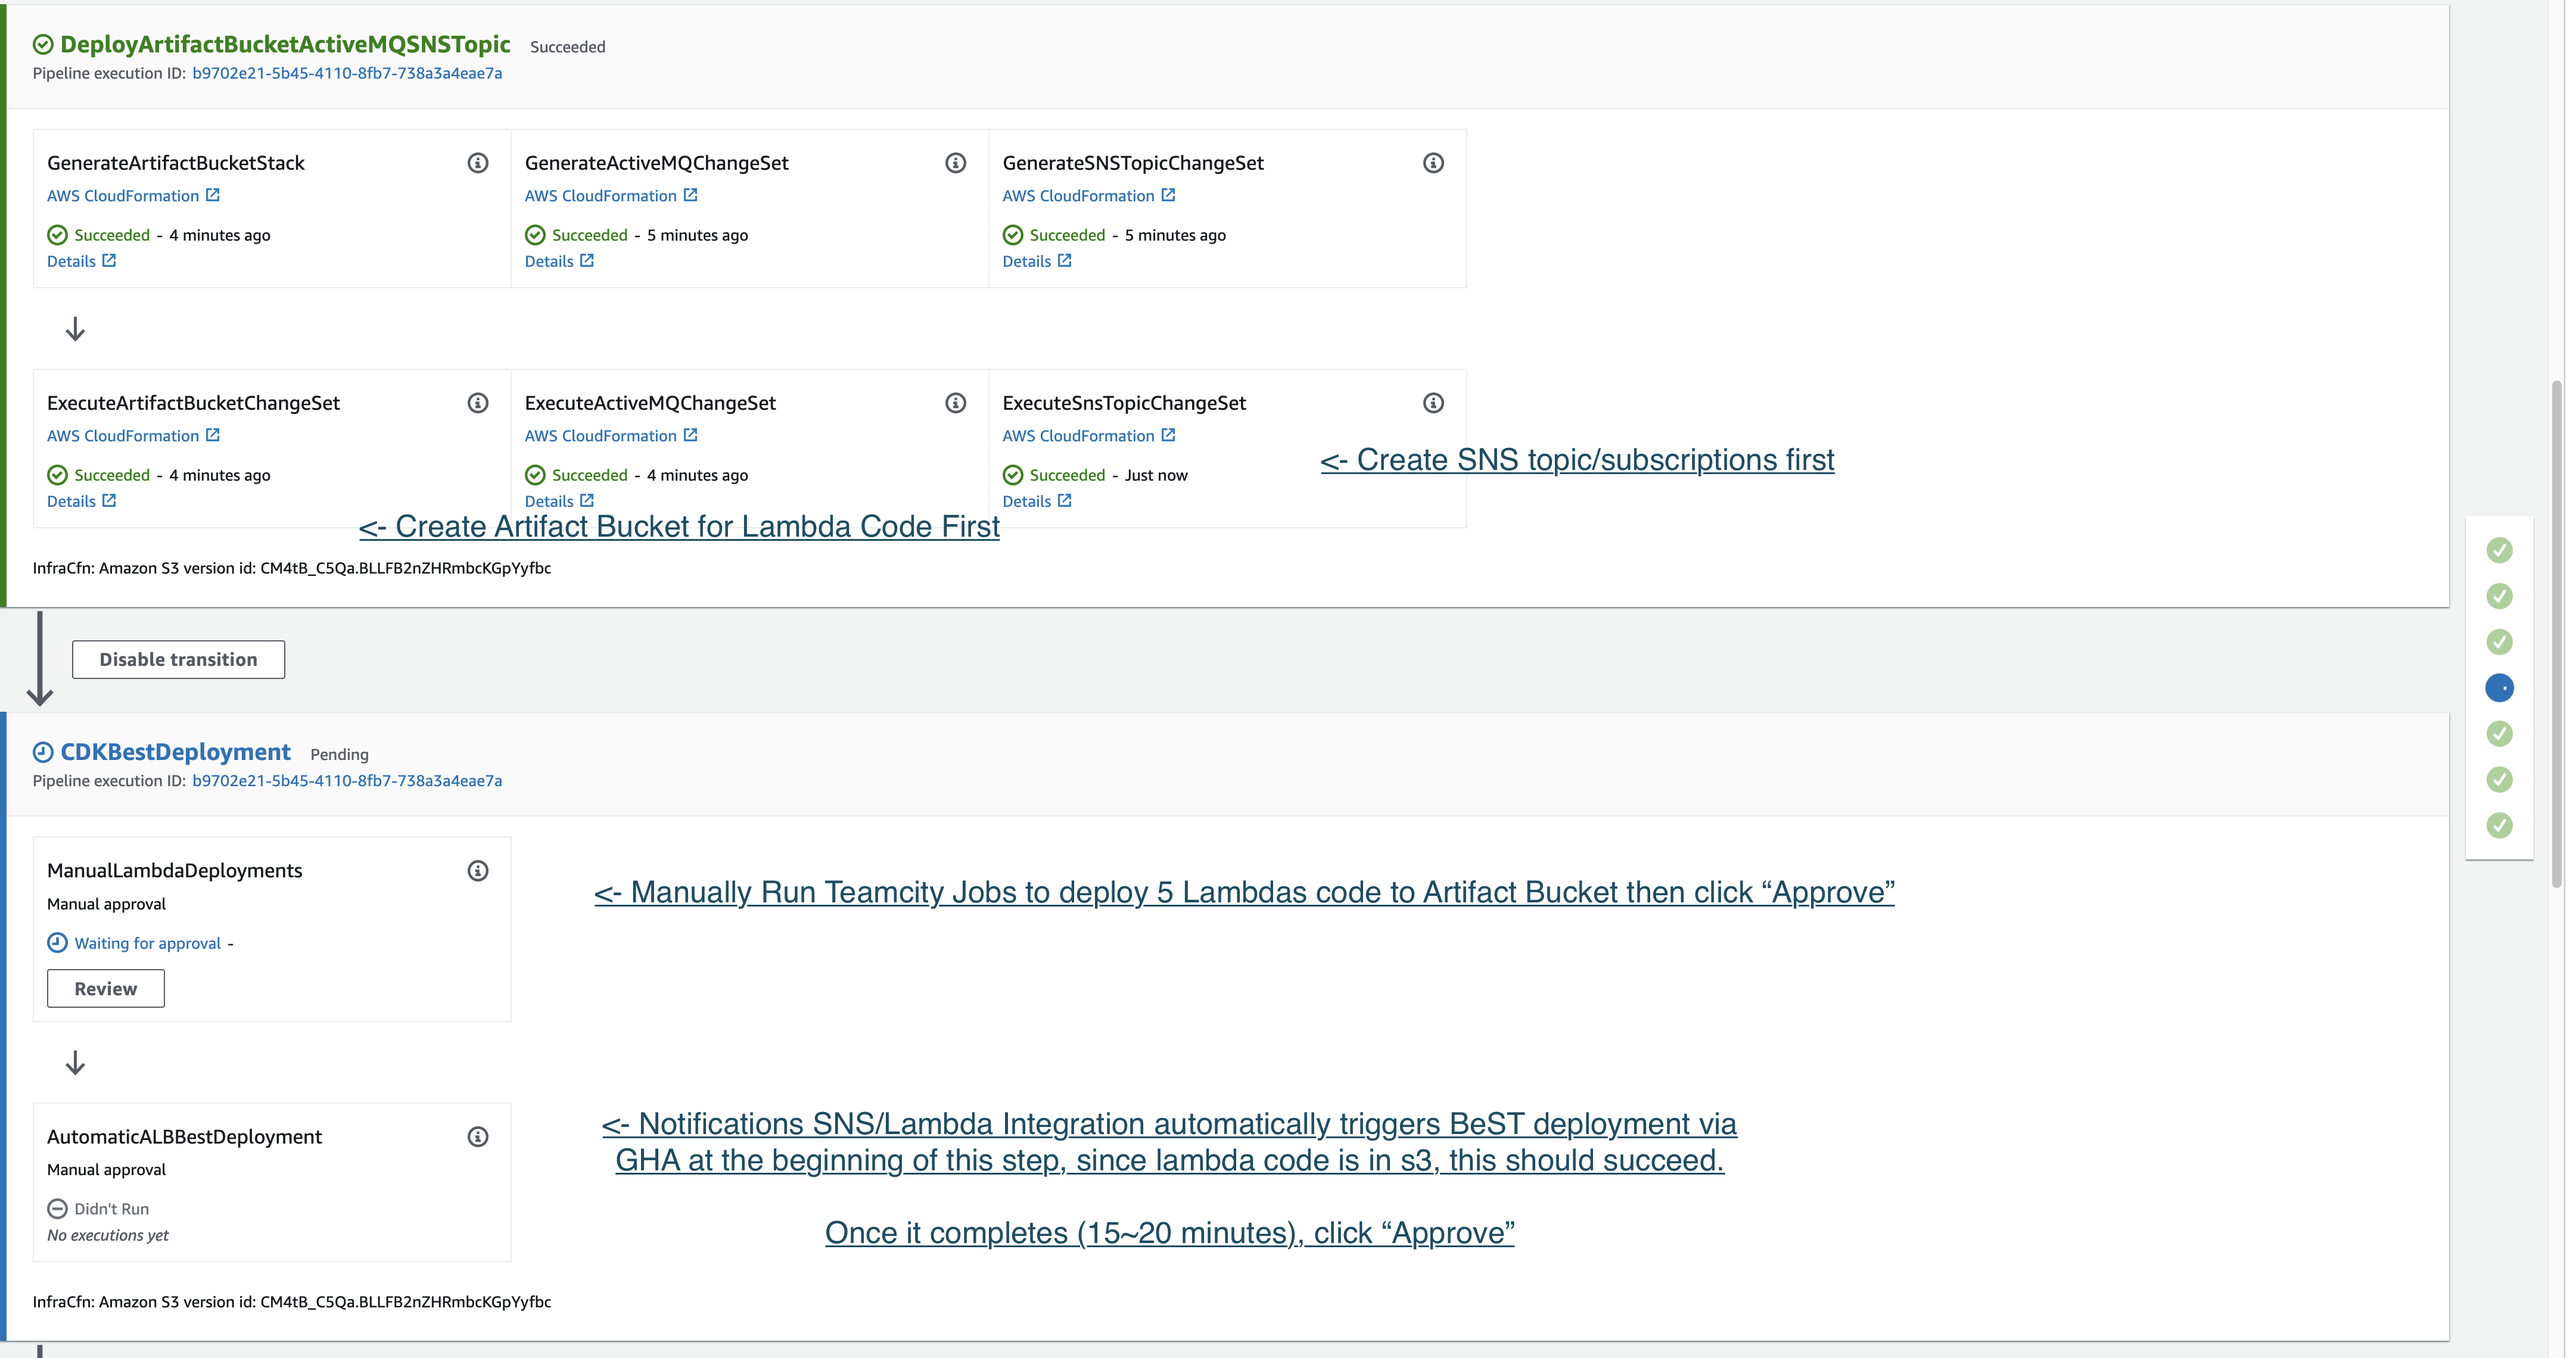 DeployArtifactBucketActiveMQSNSTopic Succeeded
Pipeline execution ID: b9702e21-5b45-4110-8fb7-738a3a4eae7a
GenerateArtifactBucketStack
AWS CloudFormation
Succeeded - 4 minutes ago
Details
GenerateActiveMQChangeSet
AWS CloudFormation
Succeeded - 5 minutes ago
Details
GenerateSNSTopicChangeSet
AWS CloudFormation
Succeeded - 5 minutes ago
Details
ExecuteArtifactBucketChangeSet
AWS CloudFormation
Succeeded - 4 minutes ago
Details
ExecuteActiveMQChangeSet
AWS CloudFormation
Succeeded - 4 minutes ago
Details
ExecuteSnsTopicChangeSet
AWS CloudFormation
Succeeded - Just now
Details
<- Create SNS topic/subscriptions first
<- Create Artifact Bucket for Lambda Code First
InfraCfn: Amazon S3 version id: CM4tB_C5Qa.BLLFB2nZHRmbcKGpYyfbc
Disable transition
CDKBestDeployment Pending
Pipeline execution ID: b9702e21-5b45-4110-8fb7-738a3a4eae7a
ManualLambdaDeployments
Manual approval
Waiting for approval -
Review
<- Manually Run Teamcity Jobs to deploy 5 Lambdas code to Artifact Bucket then click “Approve”
AutomaticALBBestDeployment
Manual approval
Didn't Run
No executions yet
<- Notifications SNS/Lambda Integration automatically triggers BeST deployment via
GHA at the beginning of this step, since lambda code is in s3, this should succeed.
Once it completes (15~20 minutes), click “Approve”
InfraCfn: Amazon S3 version id: CM4tB_C5Qa.BLLFB2nZHRmbcKGpYyfbc